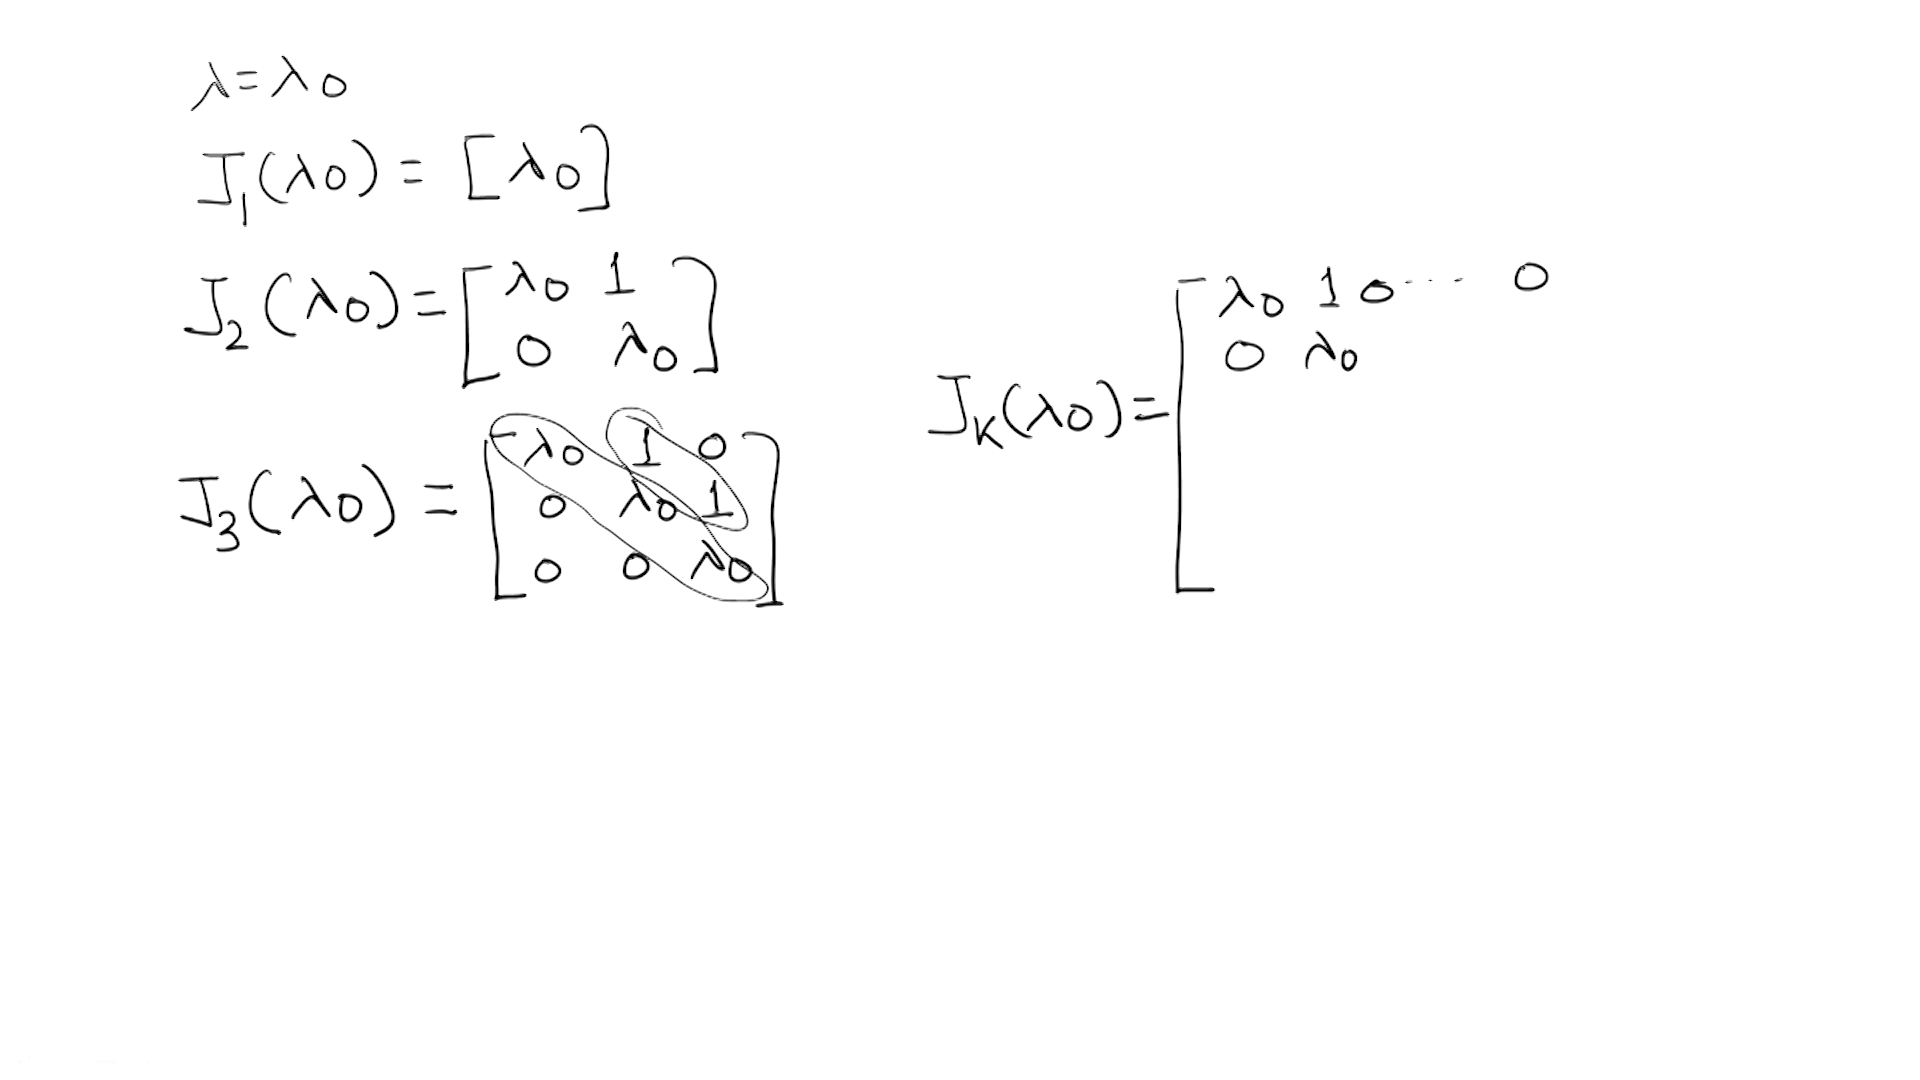 λ = λ0
J1(λ0) = [λ0]
J2(λ0) = [λ0 1
0 λ0]
J3(λ0) = [λ0 1 0
0 λ0 1
0 0 λ0]
JK(λ0) = [λ0 1 0 ··· 0
0 λ0